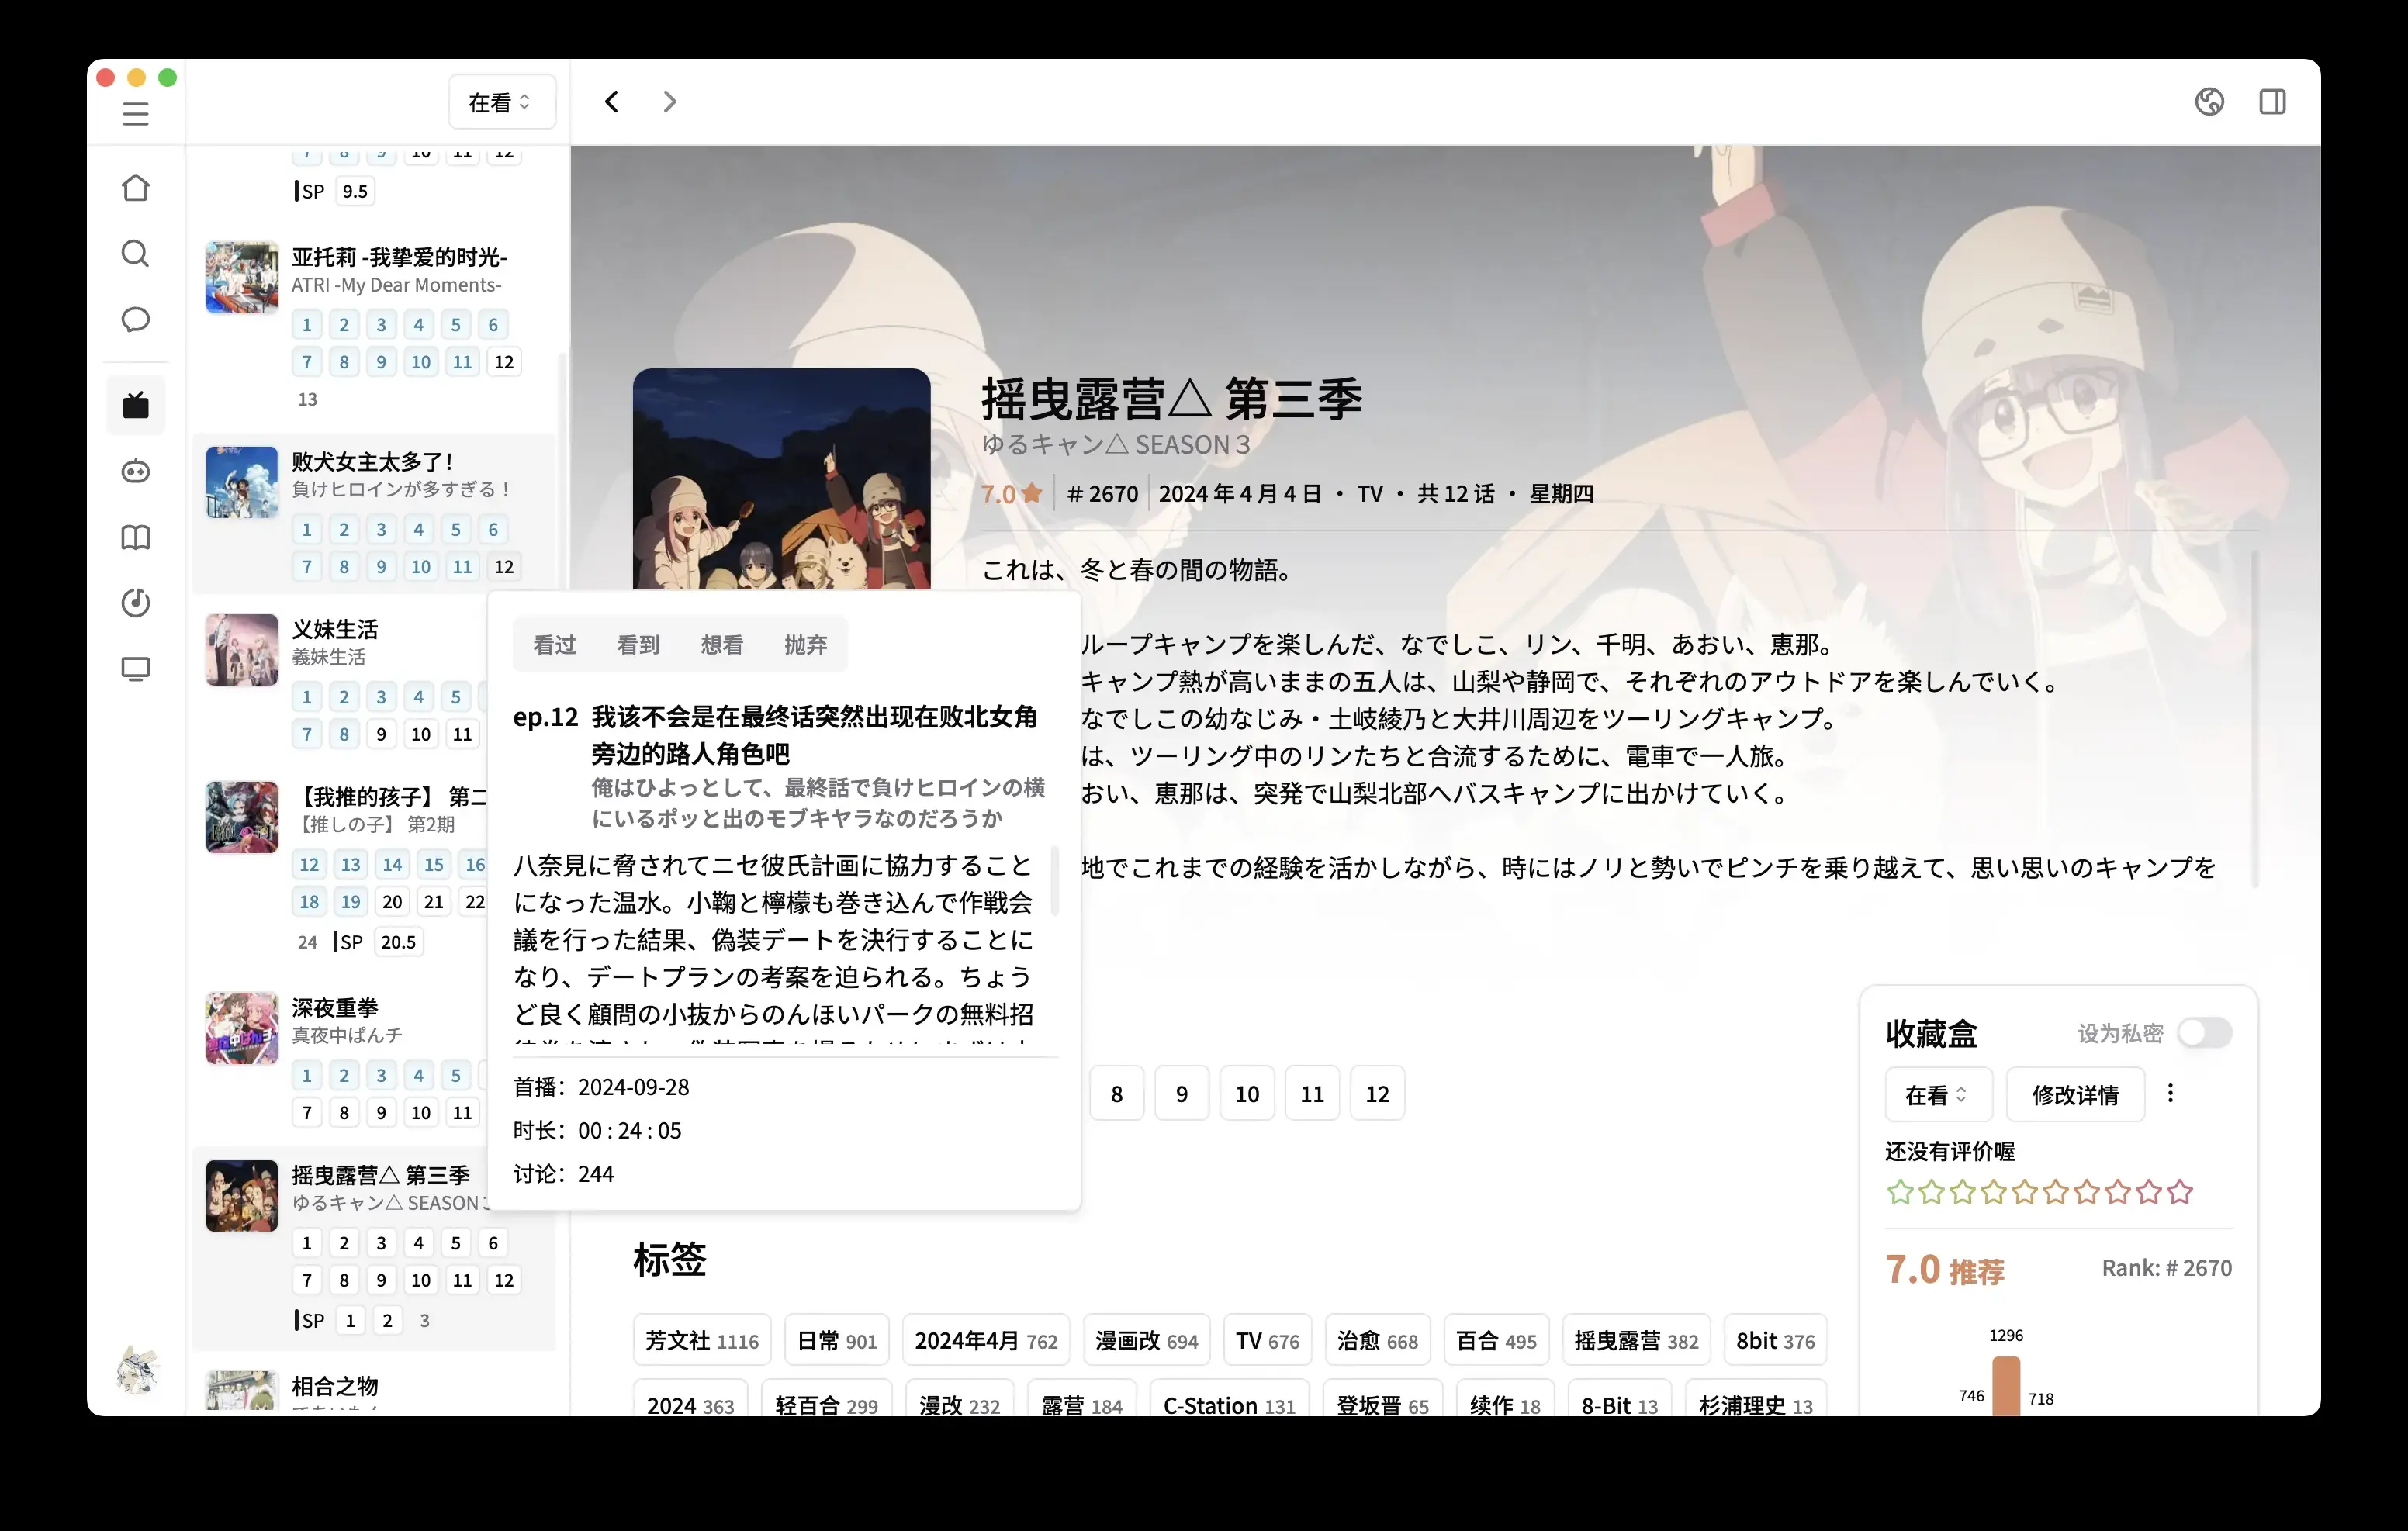 在看
7 8 9 10 11 12
SP 9.5
亚托莉 -我挚爱的时光-
ATRI -My Dear Moments-
1 2 3 4 5 6
7 8 9 10 11 12
13
败犬女主太多了！
負けヒロインが多すぎる！
1 2 3 4 5 6
7 8 9 10 11 12
义妹生活
義妹生活
1 2 3 4 5
7 8 9 10 11
【我推的孩子】 第二
【推しの子】 第2期
12 13 14 15 16
18 19 20 21 22
24 SP 20.5
深夜重拳
真夜中ぱんチ
1 2 3 4 5
7 8 9 10 11
摇曳露营△ 第三季
ゆるキャン△ SEASON 3
1 2 3 4 5 6
7 8 9 10 11 12
SP 1 2 3
相合之物
摇曳露营△ 第三季
ゆるキャン△ SEASON３
7.0 # 2670 2024 年 4 月 4 日 · TV · 共 12 话 · 星期四
これは、冬と春の間の物語。
ループキャンプを楽しんだ、なでしこ、リン、千明、あおい、恵那。
キャンプ熱が高いままの五人は、山梨や静岡で、それぞれのアウトドアを楽しんでいく。
なでしこの幼なじみ・土岐綾乃と大井川周辺をツーリングキャンプ。
は、ツーリング中のリンたちと合流するために、電車で一人旅。
おい、恵那は、突発で山梨北部へバスキャンプに出かけていく。
地でこれまでの経験を活かしながら、時にはノリと勢いでピンチを乗り越えて、思い思いのキャンプを
看过 看到 想看 抛弃
ep.12 我该不会是在最终话突然出现在败北女角
旁边的路人角色吧
俺はひよっとして、最終話で負けヒロインの横
にいるポッと出のモブキヤラなのだろうか
八奈見に脅されてニセ彼氏計画に協力すること
になった温水。小鞠と檸檬も巻き込んで作戦会
議を行った結果、偽装デートを決行することに
なり、デートプランの考案を迫られる。ちょう
ど良く顧問の小抜からのんほいパークの無料招
首播：2024-09-28
时长：00 : 24 : 05
讨论：244
8 9 10 11 12
标签
芳文社 1116 日常 901 2024年4月 762 漫画改 694 TV 676 治愈 668 百合 495 摇曳露营 382 8bit 376
2024 363 轻百合 299 漫改 232 露营 184 C-Station 131 登坂晋 65 续作 18 8-Bit 13 杉浦理史 13
收藏盒 设为私密
在看 修改详情
还没有评价喔
7.0 推荐 Rank: # 2670
1296
746 718